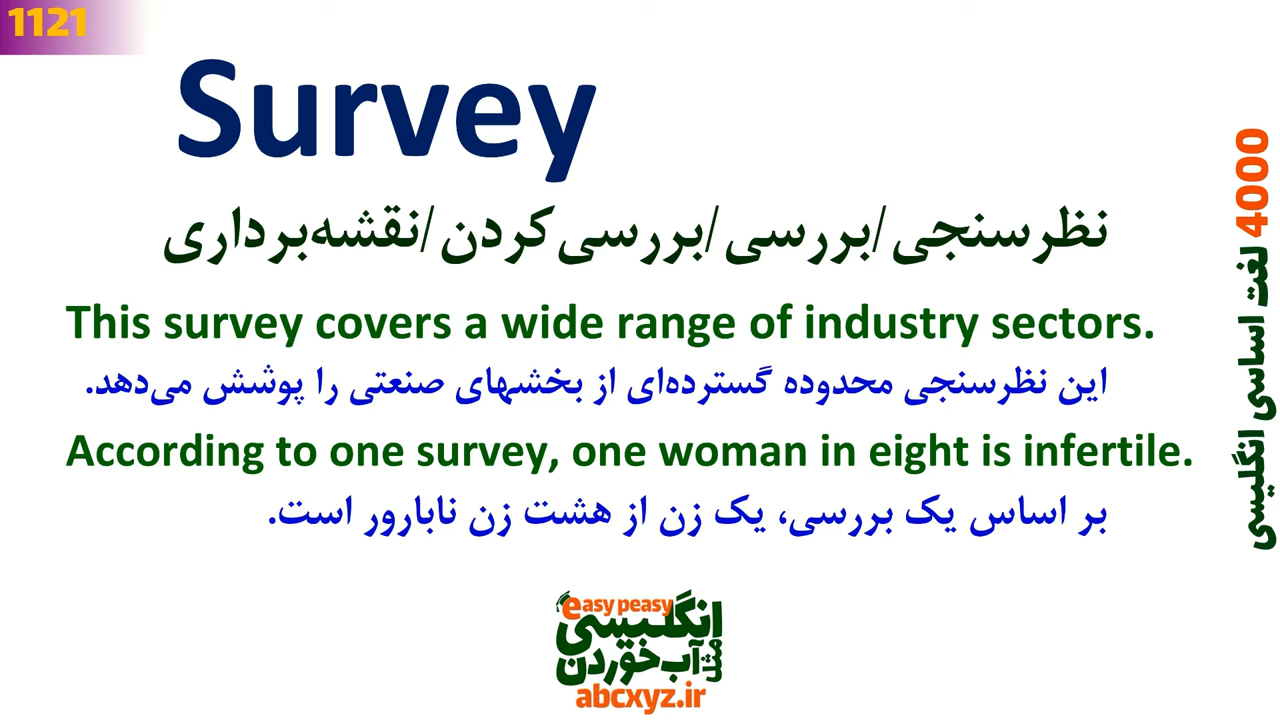 1121
Survey
نظرسنجی/بررسی/بررسی‌کردن/نقشه‌برداری
This survey covers a wide range of industry sectors.
این نظرسنجی محدوده گسترده‌ای از بخشهای صنعتی را پوشش می‌دهد.
According to one survey, one woman in eight is infertile.
بر اساس یک بررسی، یک زن از هشت زن نابارور است.
4000 لغت اساسی انگلیسی
easy peasy
انگلیسی
مثل آب خوردن
abcxyz.ir